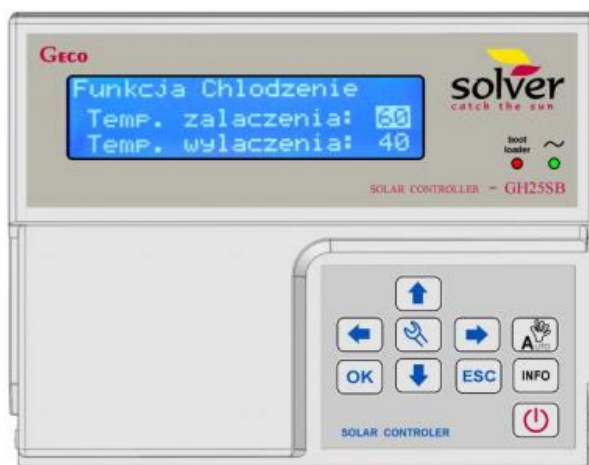 GECO
Funkcja Chlodzenie
Temp. zalaczenia: 60
Temp. wylaczenia: 40
solver
catch the sun
boot
loader
SOLAR CONTROLLER - GH25SB
AUTO
OK
ESC
INFO
SOLAR CONTROLER